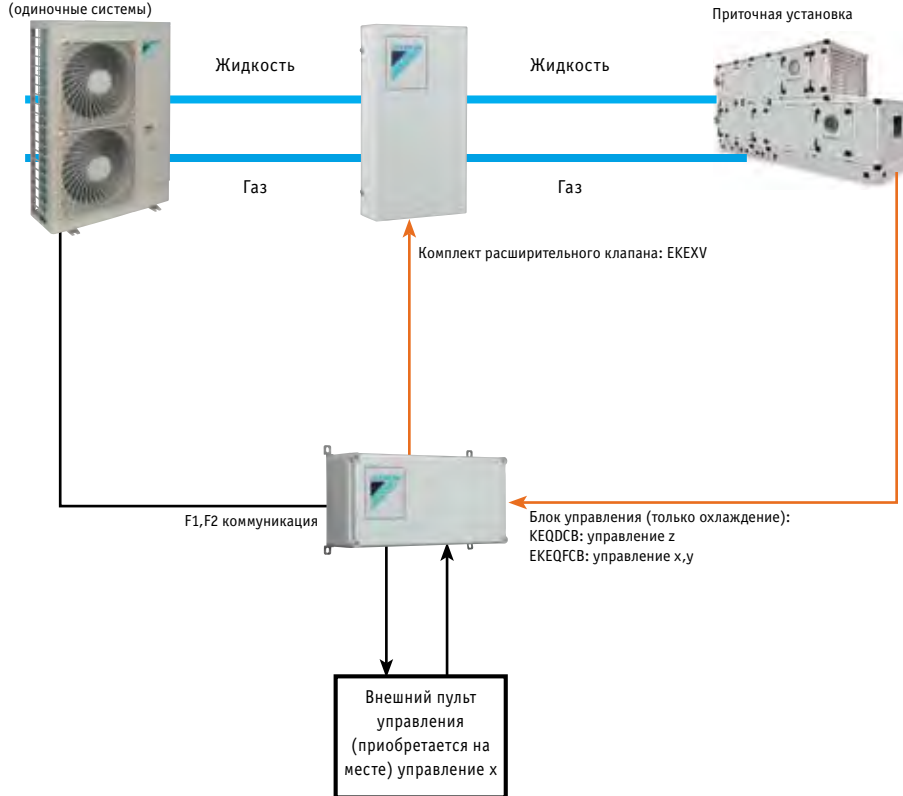 (одиночные системы)
Приточная установка
Жидкость
Жидкость
Газ
Газ
Комплект расширительного клапана: EKEXV
F1,F2 коммуникация
Блок управления (только охлаждение):
KEQDCB: управление z
EKEQFCB: управление x,y
Внешний пульт
управления
(приобретается на
месте) управление x